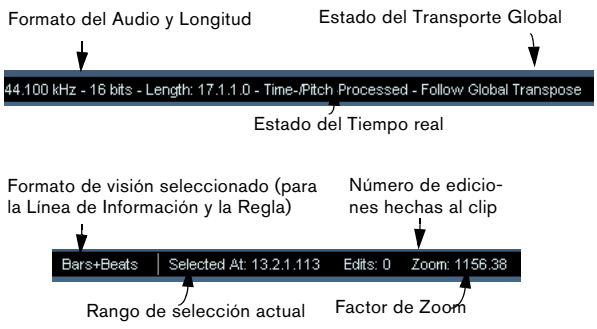 Formato del Audio y Longitud
Estado del Transporte Global
44.100 kHz - 16 bits - Length: 17.1.1.0 - Time-/Pitch Processed - Follow Global Transpose
Estado del Tiempo real
Formato de visión seleccionado (para
la Línea de Información y la Regla)
Número de edicio-
nes hechas al clip
Bars+Beats | Selected At: 13.2.1.113 Edits: 0 Zoom: 1156.38
Rango de selección actual
Factor de Zoom